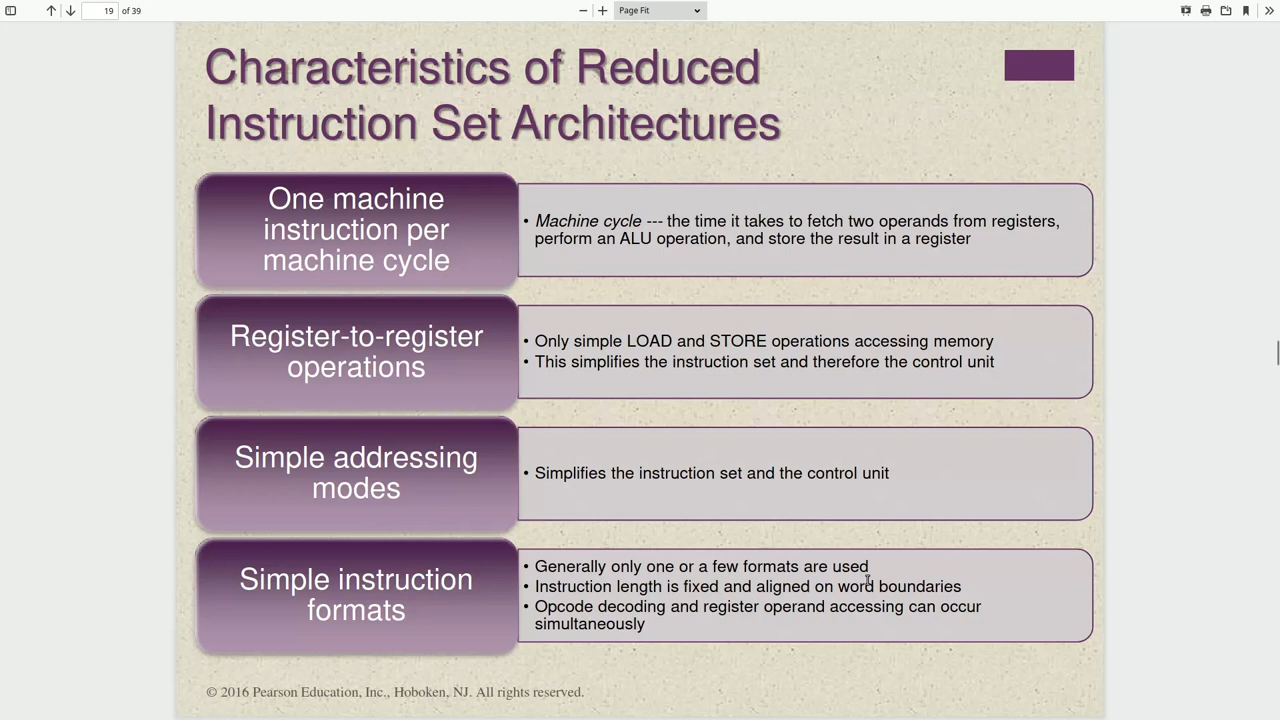 19 of 39
Page Fit
Characteristics of Reduced
Instruction Set Architectures
One machine
instruction per
machine cycle
• Machine cycle --- the time it takes to fetch two operands from registers,
perform an ALU operation, and store the result in a register
Register-to-register
operations
• Only simple LOAD and STORE operations accessing memory
• This simplifies the instruction set and therefore the control unit
Simple addressing
modes
• Simplifies the instruction set and the control unit
Simple instruction
formats
• Generally only one or a few formats are used
• Instruction length is fixed and aligned on word boundaries
• Opcode decoding and register operand accessing can occur
simultaneously
© 2016 Pearson Education, Inc., Hoboken, NJ. All rights reserved.